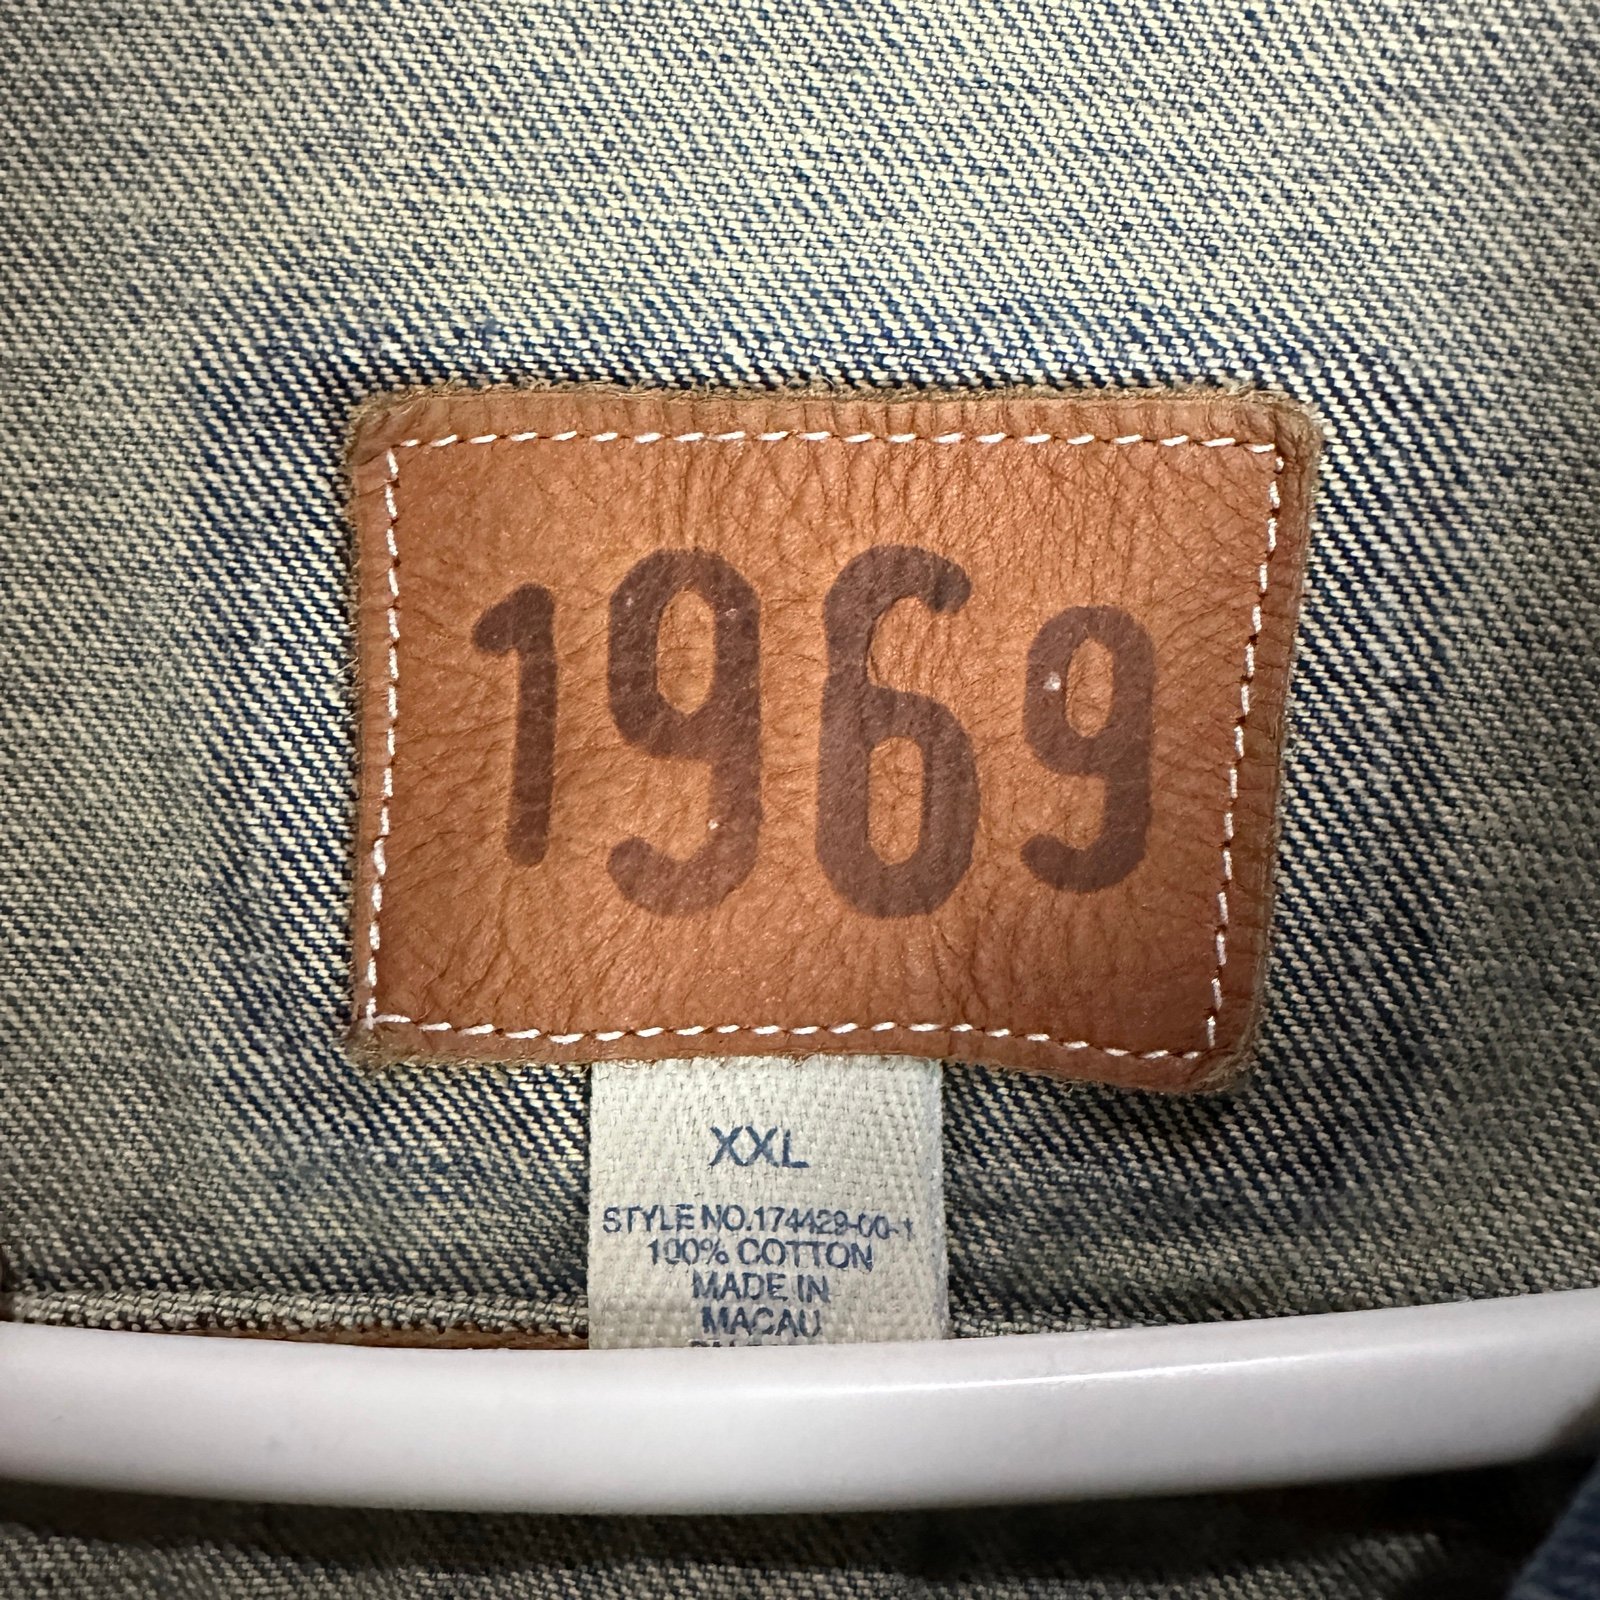 1969
XXL
STYLE NO.174429-00-1
100% COTTON
MADE IN
MACAU